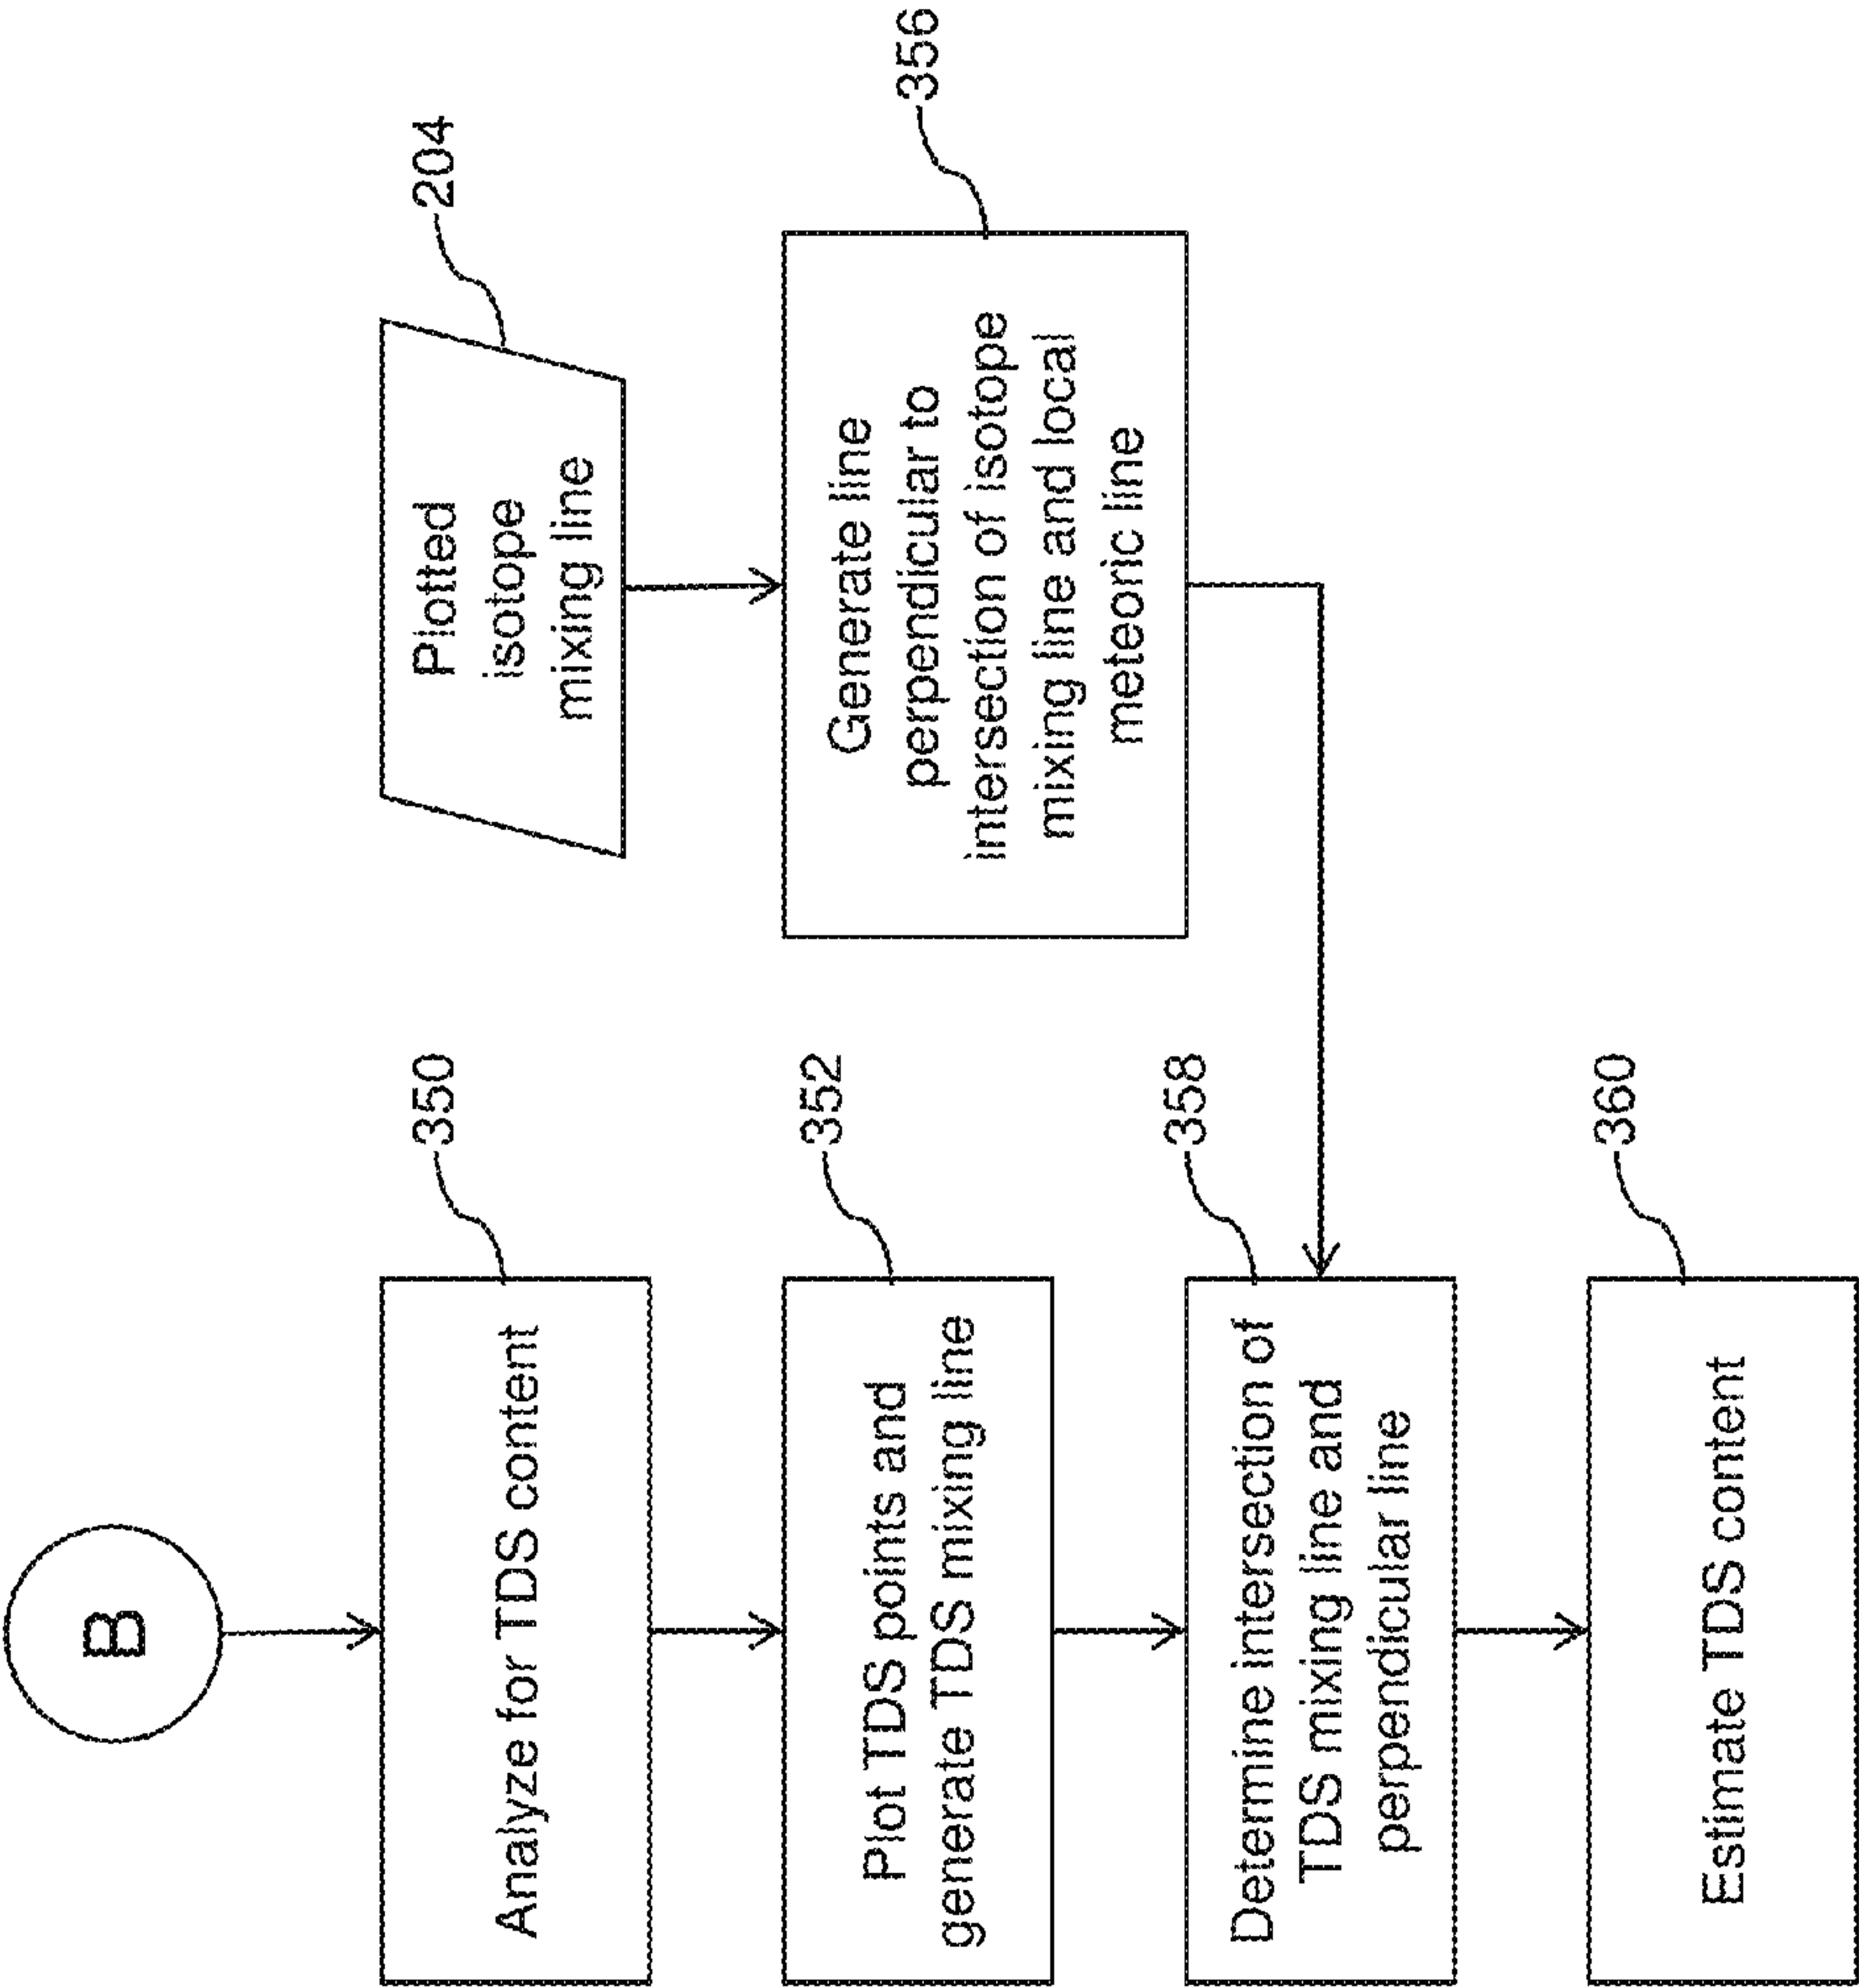 B
350
Analyze for TDS content
352
Plot TDS points and
generate TDS mixing line
204
Plotted
isotope
mixing line
356
Generate line
perpendicular to
intersection of isotope
mixing line and local
meteoric line
358
Determine intersection of
TDS mixing line and
perpendicular line
360
Estimate TDS content